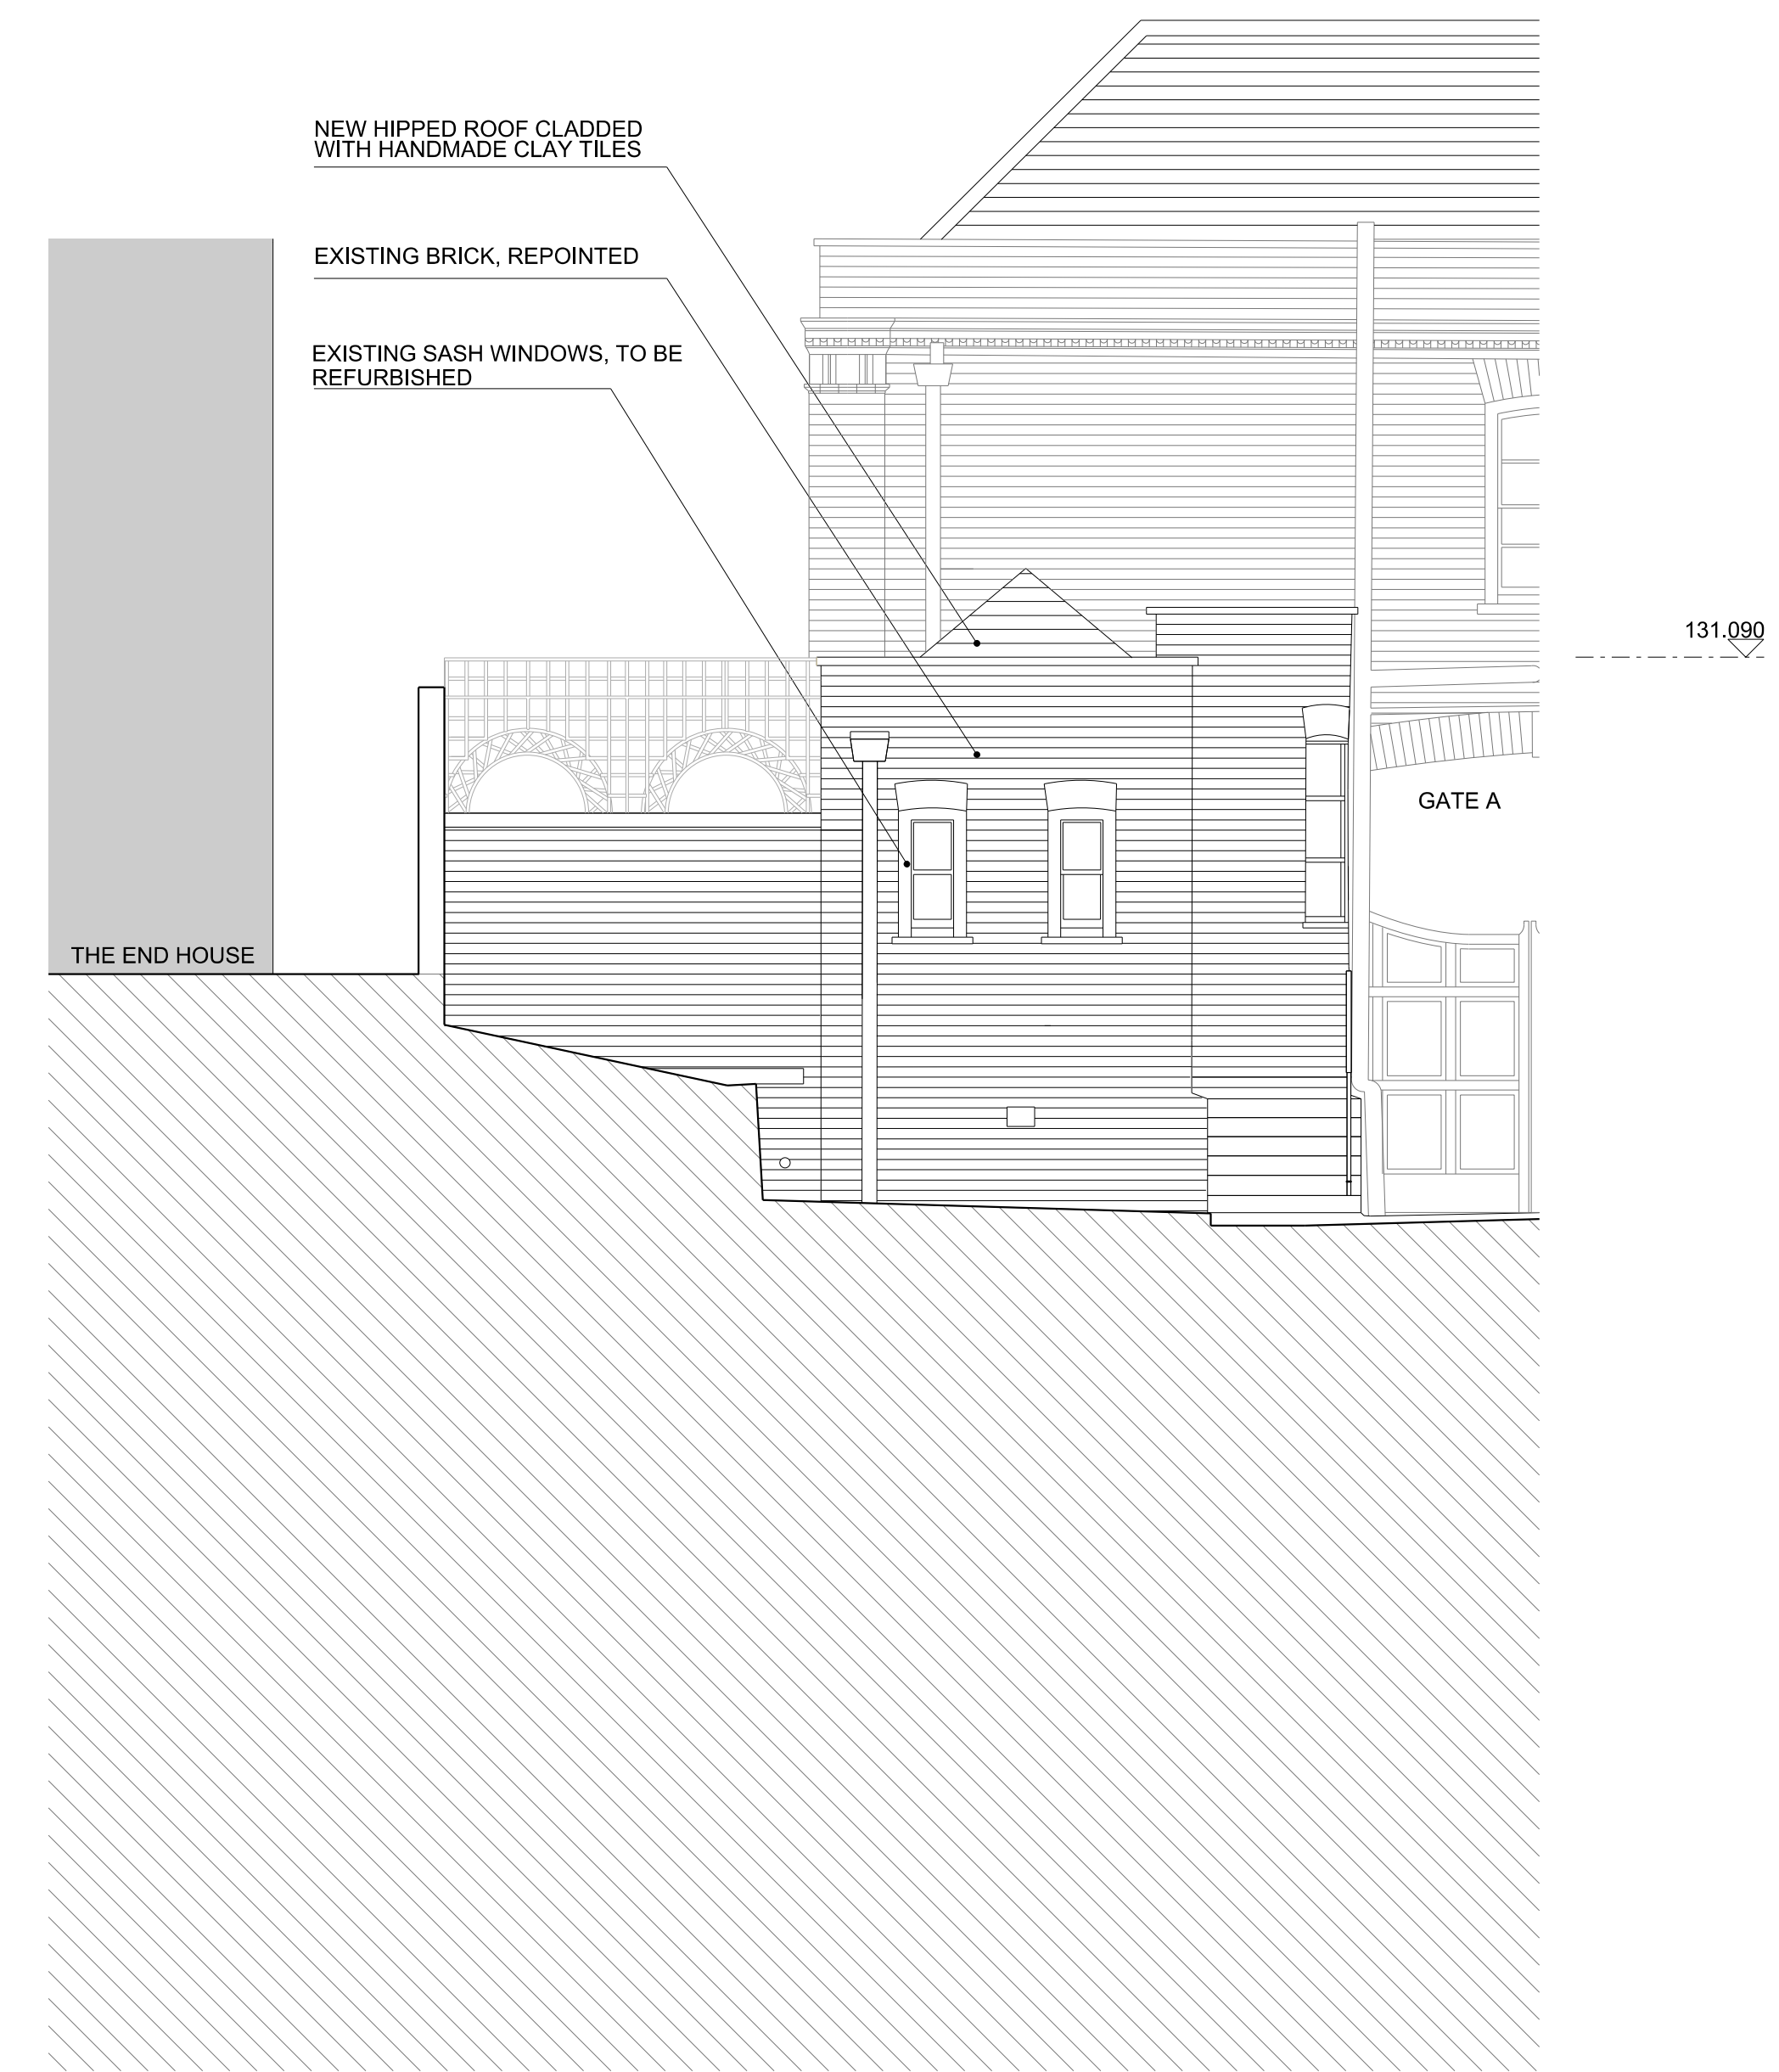 NEW HIPPED ROOF CLADDED
WITH HANDMADE CLAY TILES
EXISTING BRICK, REPOINTED
EXISTING SASH WINDOWS, TO BE
REFURBISHED
131.090
GATE A
THE END HOUSE